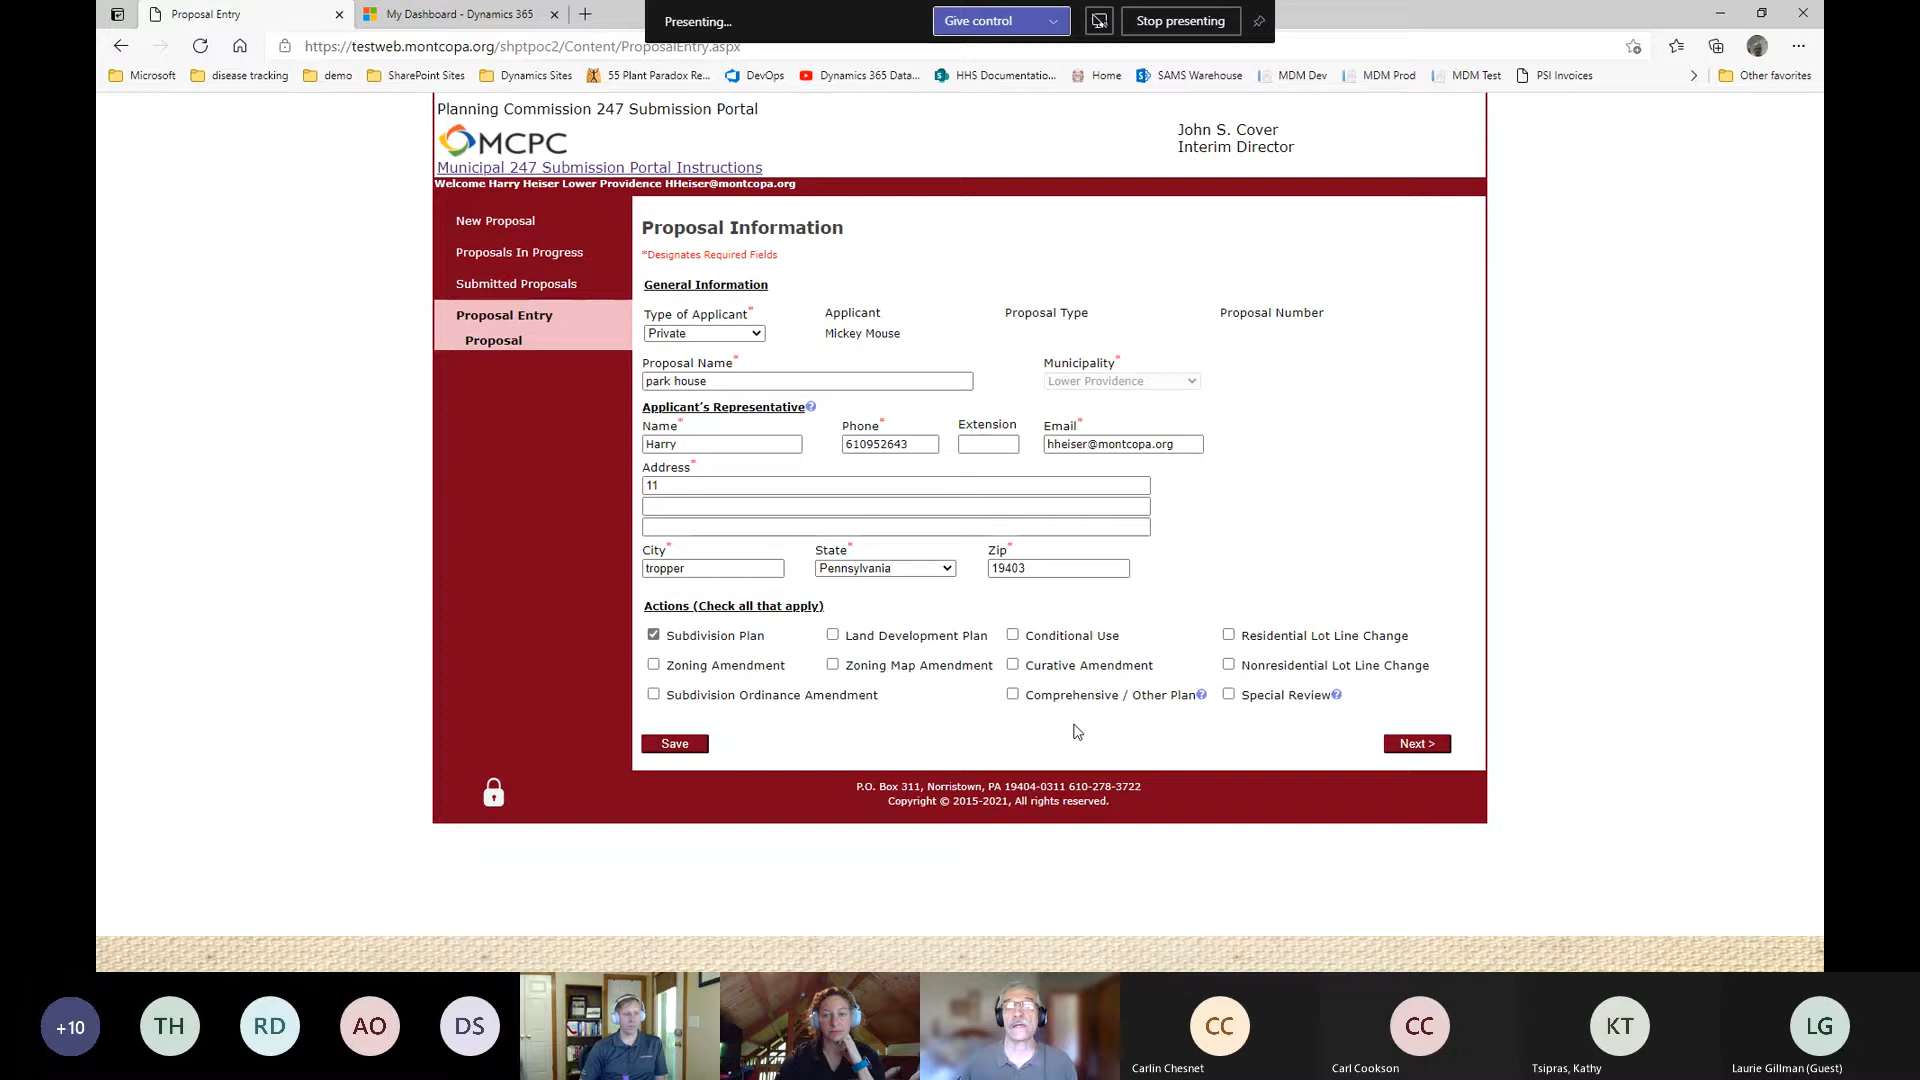 Proposal Entry
My Dashboard - Dynamics 365
Presenting...
Give control
Stop presenting
https://testweb.montcopa.org/shptpoc2/Content/ProposalEntry.aspx
Microsoft
disease tracking
demo
SharePoint Sites
Dynamics Sites
55 Plant Paradox Re...
DevOps
Dynamics 365 Data...
HHS Documentatio...
Home
SAMS Warehouse
MDM Dev
MDM Prod
MDM Test
PSI Invoices
Other favorites
Planning Commission 247 Submission Portal
MCPC
John S. Cover
Interim Director
Municipal 247 Submission Portal Instructions
Welcome Harry Heiser Lower Providence HHeiser@montcopa.org
New Proposal
Proposals In Progress
Submitted Proposals
Proposal Entry
Proposal
Proposal Information
*Designates Required Fields
General Information
Type of Applicant* Applicant Proposal Type Proposal Number
Private Mickey Mouse
Proposal Name* Municipality*
park house Lower Providence
Applicant's Representative?
Name* Phone* Extension Email*
Harry 610952643 hheiser@montcopa.org
Address*
11
City* State* Zip*
tropper Pennsylvania 19403
Actions (Check all that apply)
Subdivision Plan Land Development Plan Conditional Use Residential Lot Line Change
Zoning Amendment Zoning Map Amendment Curative Amendment Nonresidential Lot Line Change
Subdivision Ordinance Amendment Comprehensive / Other Plan? Special Review?
Save Next >
P.O. Box 311, Norristown, PA 19404-0311 610-278-3722
Copyright © 2015-2021, All rights reserved.
+10 TH RD AO DS CC CC KT LG
Carlin Chesnet Carl Cookson Tsipras, Kathy Laurie Gillman (Guest)